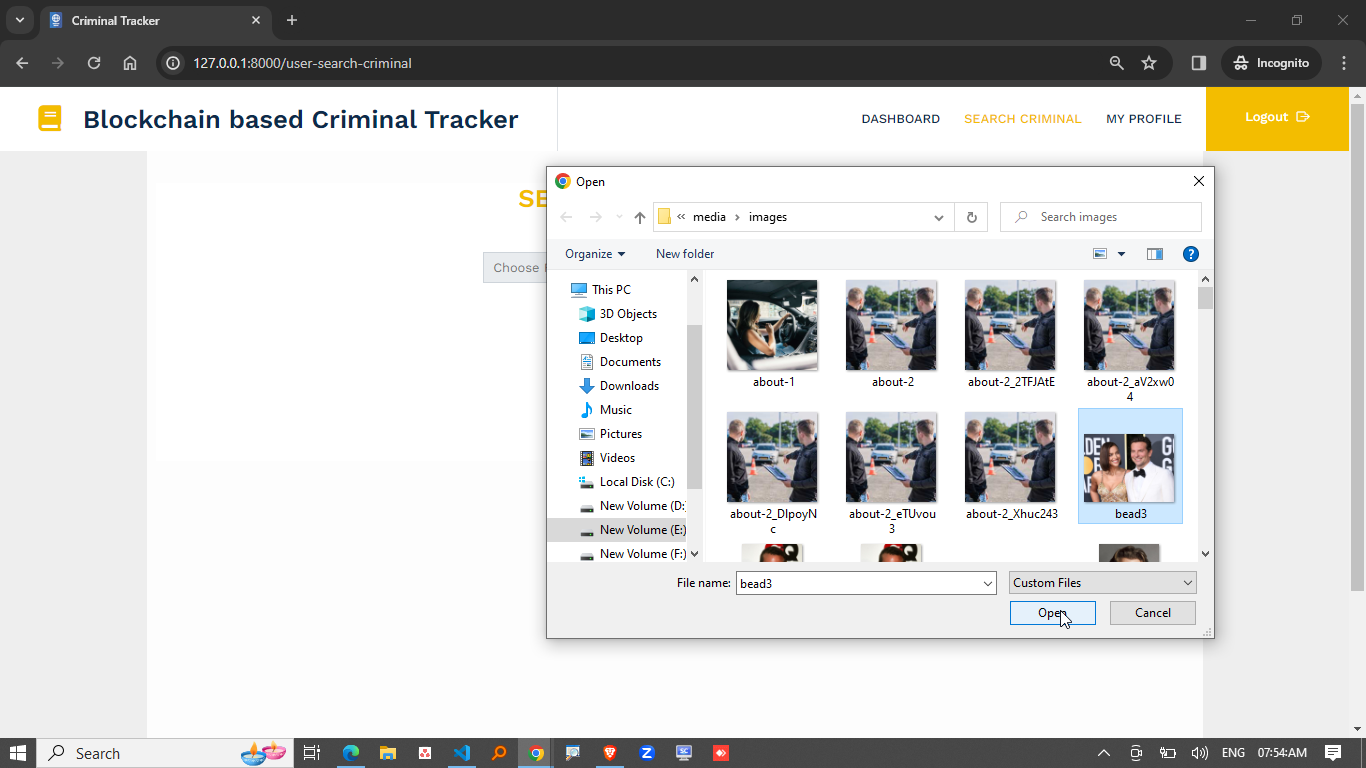 Criminal Tracker
127.0.0.1:8000/user-search-criminal
Incognito
Blockchain based Criminal Tracker
DASHBOARD
SEARCH CRIMINAL
MY PROFILE
Logout
SE
Choose
Open
« media › images
Search images
Organize
New folder
This PC
3D Objects
Desktop
Documents
Downloads
Music
Pictures
Videos
Local Disk (C:)
New Volume (D:
New Volume (E:)
New Volume (F:)
about-1
about-2
about-2_2TFJAtE
about-2_aV2xw0
4
about-2_DIpoyN
c
about-2_eTUvou
3
about-2_Xhuc243
bead3
File name:
bead3
Custom Files
Open
Cancel
Search
ENG
07:54 AM